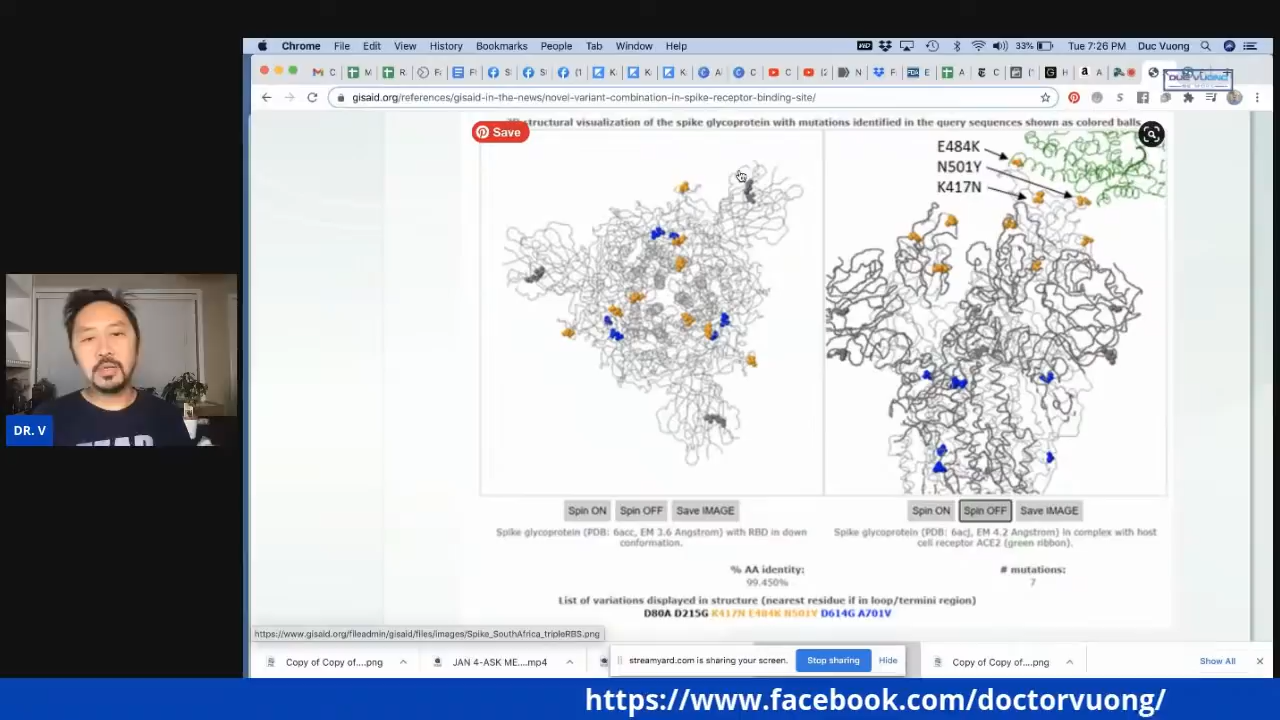 Chrome File Edit View History Bookmarks People Tab Window Help
33% Tue 7:26 PM Duc Vuong
gisaid.org/references/gisaid-in-the-news/novel-variant-combination-in-spike-receptor-binding-site/
DUC VUONG
structural visualization of the spike glycoprotein with mutations identified in the query sequences shown as colored balls
Save
E484K
N501Y
K417N
DR. V
Spin ON Spin OFF Save IMAGE
Spin ON Spin OFF Save IMAGE
Spike glycoprotein (PDB: 6acc, EM 3.6 Angstrom) with RBD in down
conformation.
Spike glycoprotein (PDB: 6acj, EM 4.2 Angstrom) in complex with host
cell receptor ACE2 (green ribbon).
% AA identity:
99.450%
# mutations:
7
List of variations displayed in structure (nearest residue if in loop/termini region)
D80A D215G K417N E484K N501Y D614G A701V
https://www.gisaid.org/fileadmin/gisaid/files/images/Spike_SouthAfrica_tripleRBS.png
Copy of Copy of....png
JAN 4-ASK ME....mp4
streamyard.com is sharing your screen.
Stop sharing
Hide
Copy of Copy of....png
Show All
https://www.facebook.com/doctorvuong/